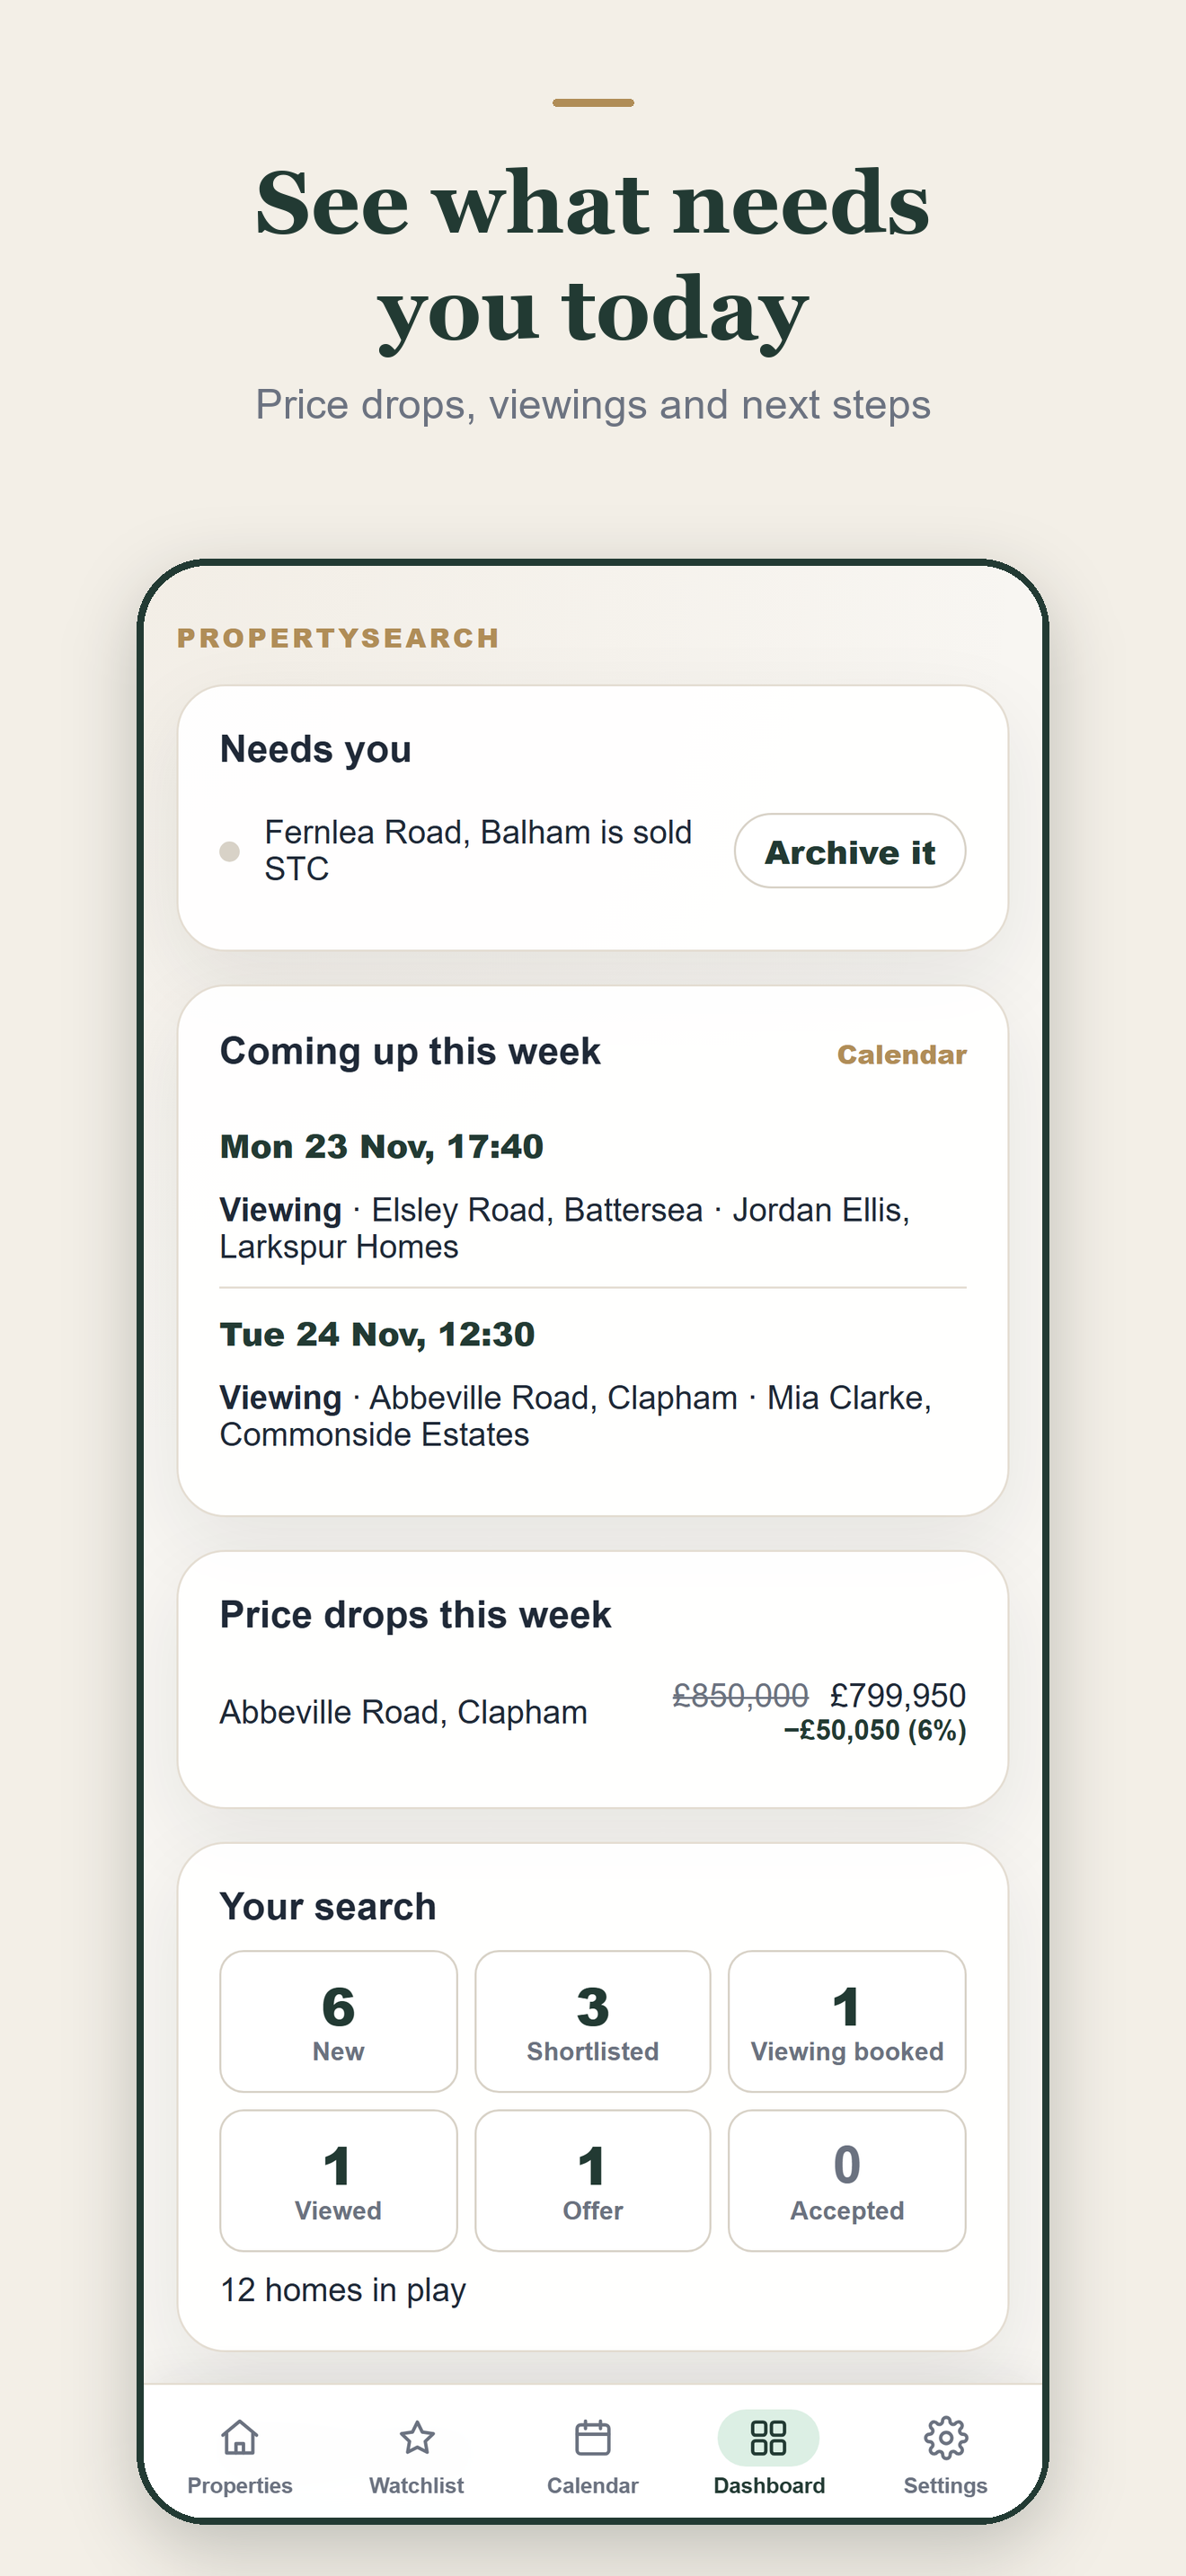 See what needs
you today
Price drops, viewings and next steps
PROPERTYSEARCH
Needs you
Fernlea Road, Balham is sold
STC
Archive it
Coming up this week
Calendar
Mon 23 Nov, 17:40
Viewing · Elsley Road, Battersea · Jordan Ellis,
Larkspur Homes
Tue 24 Nov, 12:30
Viewing · Abbeville Road, Clapham · Mia Clarke,
Commonside Estates
Price drops this week
Abbeville Road, Clapham
£850,000 £799,950
−£50,050 (6%)
Your search
6
New
3
Shortlisted
1
Viewing booked
1
Viewed
1
Offer
0
Accepted
12 homes in play
Properties
Watchlist
Calendar
Dashboard
Settings